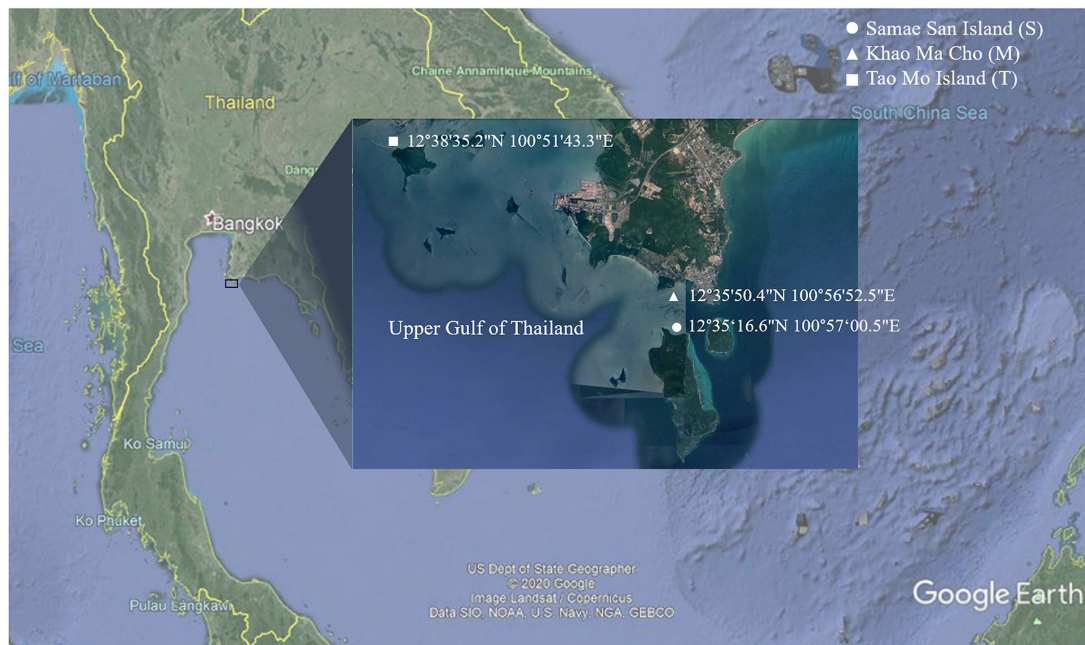 Samae San Island (S)
Khao Ma Cho (M)
Tao Mo Island (T)
Gulf of Martaban
Chaine Annamitique Mountains
Thailand
South China Sea
12°38'35.2"N 100°51'43.3"E
Dang
Bangkok
12°35'50.4"N 100°56'52.5"E
12°35‘16.6"N 100°57‘00.5"E
Upper Gulf of Thailand
Sea
Ko Samui
Ko Phuket
US Dept of State Geographer
© 2020 Google
Image Landsat / Copernicus
Data SIO, NOAA, U.S. Navy, NGA, GEBCO
Pulau Langkaw
Google Earth